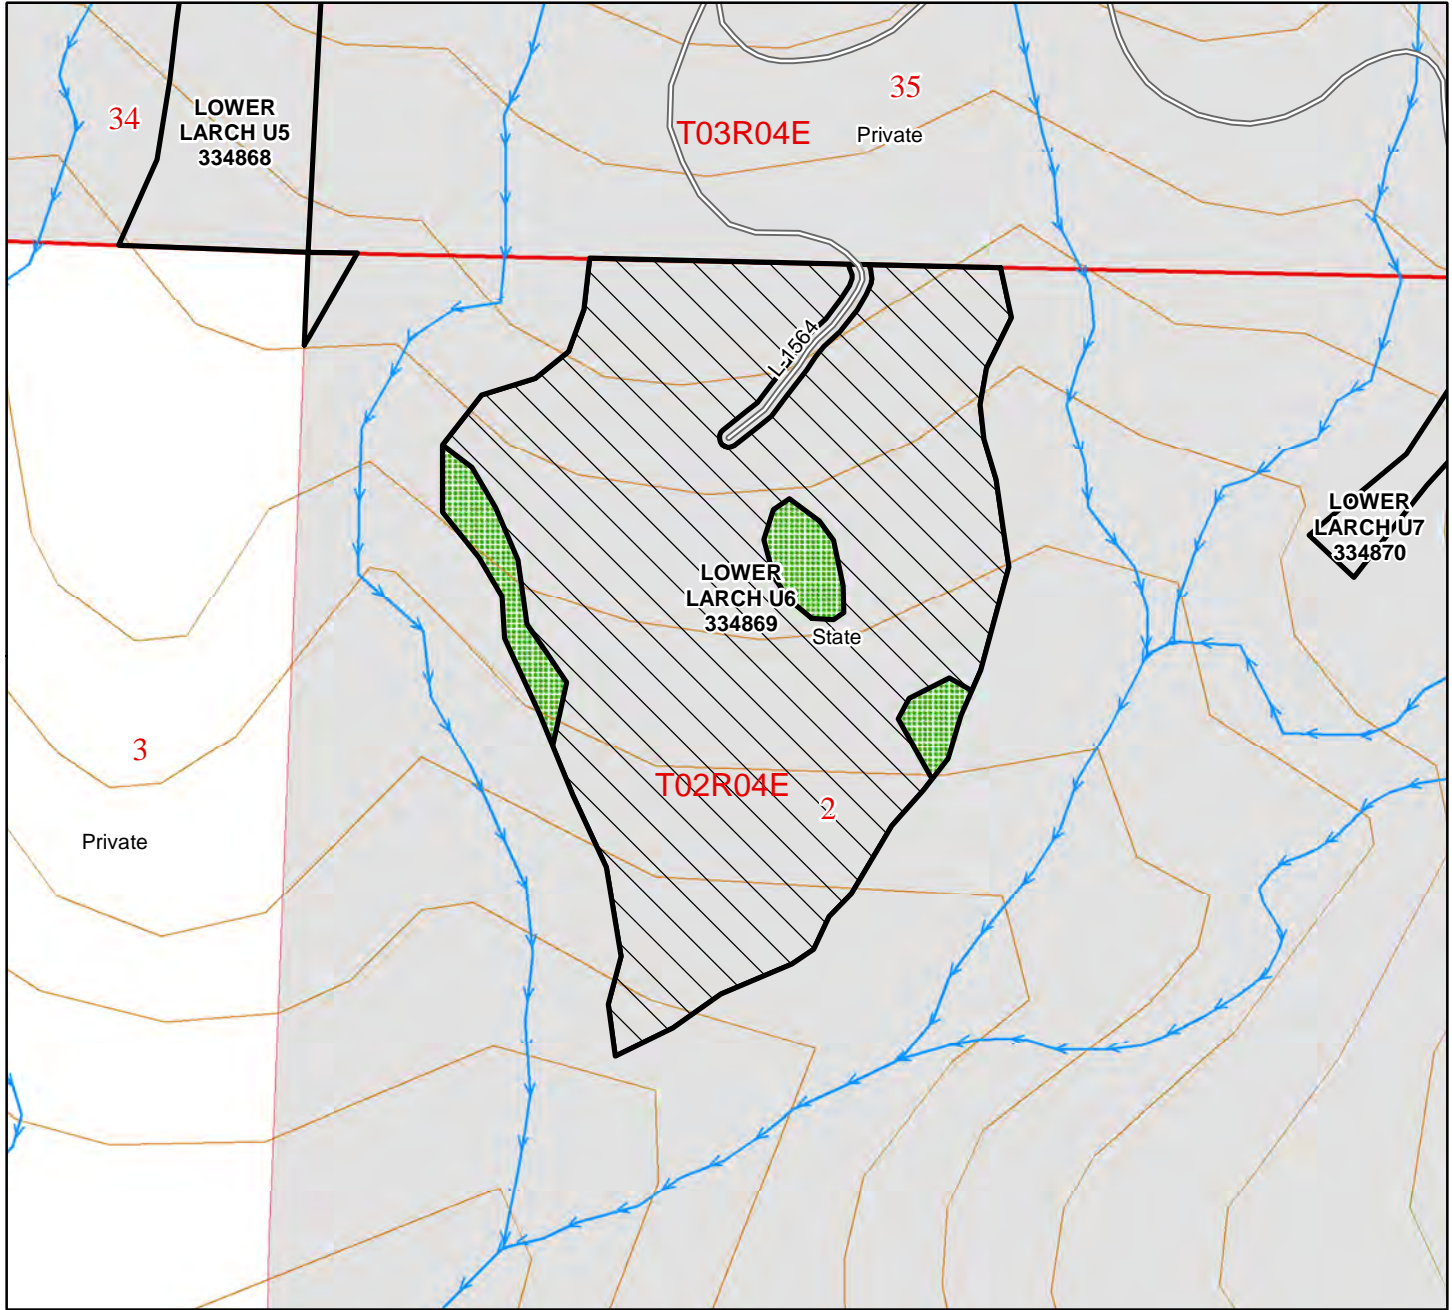 35
34
LOWER
LARCH U5
334868
T03R04E
Private
L-1564
LOWER
LARCH U7
334870
LOWER
LARCH U6
334869
State
3
T02R04E
2
Private